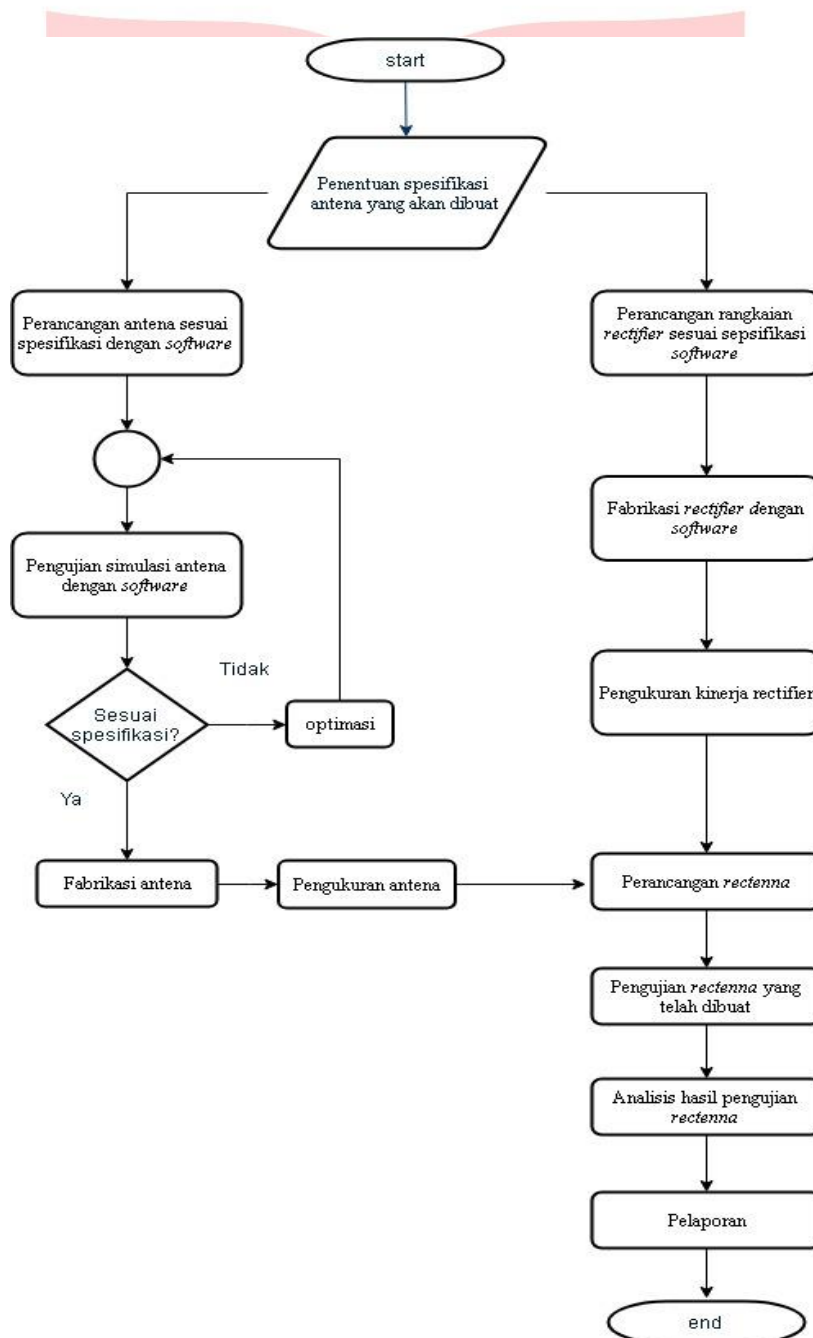 start
Penentuan spesifikasi
antena yang akan dibuat
Perancangan antena sesuai
spesifikasi dengan software
Pengujian simulasi antena
dengan software
Tidak
Sesuai
spesifikasi?
optimasi
Ya
Fabrikasi antena
Pengukuran antena
Perancangan rangkaian
rectifier sesuai sepsifikasi
software
Fabrikasi rectifier dengan
software
Pengukuran kinerja rectifier
Perancangan rectenna
Pengujian rectenna yang
telah dibuat
Analisis hasil pengujian
rectenna
Pelaporan
end